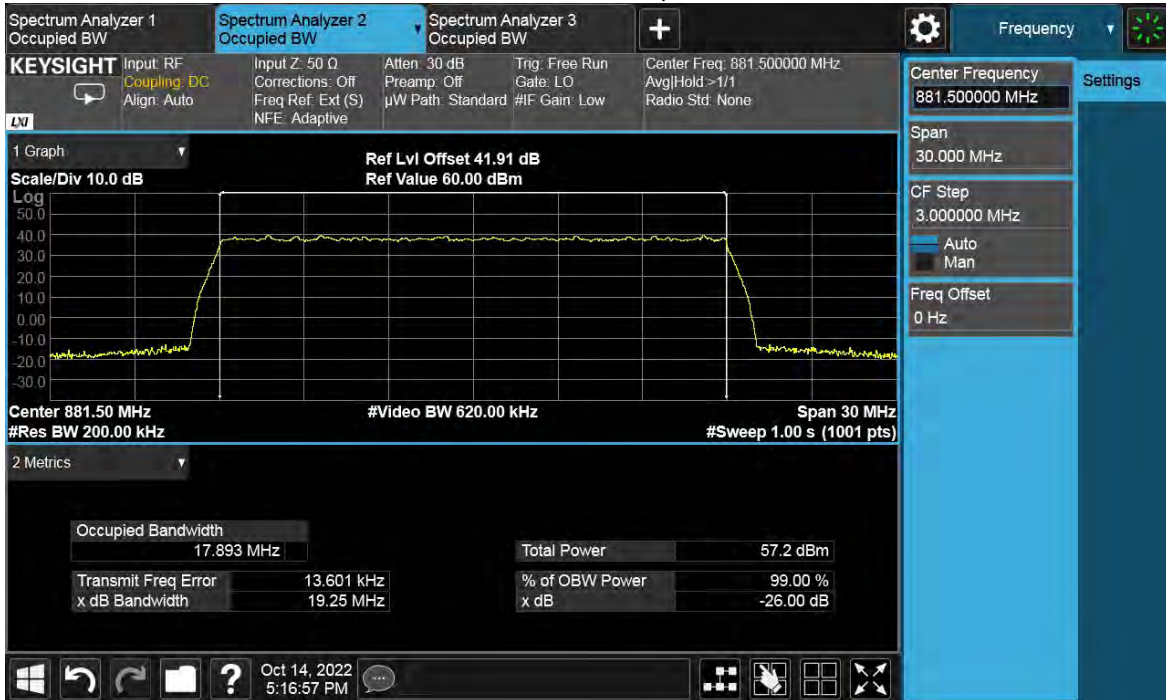 Spectrum Analyzer 1
Occupied BW
Spectrum Analyzer 2
Occupied BW
Spectrum Analyzer 3
Occupied BW
+
Frequency
KEYSIGHT
LXI
Input: RF
Coupling: DC
Align: Auto
Input Z: 50 Ω
Corrections: Off
Freq Ref: Ext (S)
NFE: Adaptive
Atten: 30 dB
Preamp: Off
µW Path: Standard
Trig: Free Run
Gate: LO
#IF Gain: Low
Center Freq: 881.500000 MHz
Avg|Hold:>1/1
Radio Std: None
Center Frequency
881.500000 MHz
Settings
Span
30.000 MHz
CF Step
3.000000 MHz
Auto
Man
Freq Offset
0 Hz
1 Graph
Scale/Div 10.0 dB
Ref Lvl Offset 41.91 dB
Ref Value 60.00 dBm
Log
50.0
40.0
30.0
20.0
10.0
0.00
-10.0
-20.0
-30.0
Center 881.50 MHz
#Video BW 620.00 kHz
Span 30 MHz
#Res BW 200.00 kHz
#Sweep 1.00 s (1001 pts)
2 Metrics
Occupied Bandwidth
17.893 MHz
Total Power 57.2 dBm
Transmit Freq Error 13.601 kHz
% of OBW Power 99.00 %
x dB Bandwidth 19.25 MHz
x dB -26.00 dB
?
Oct 14, 2022
5:16:57 PM